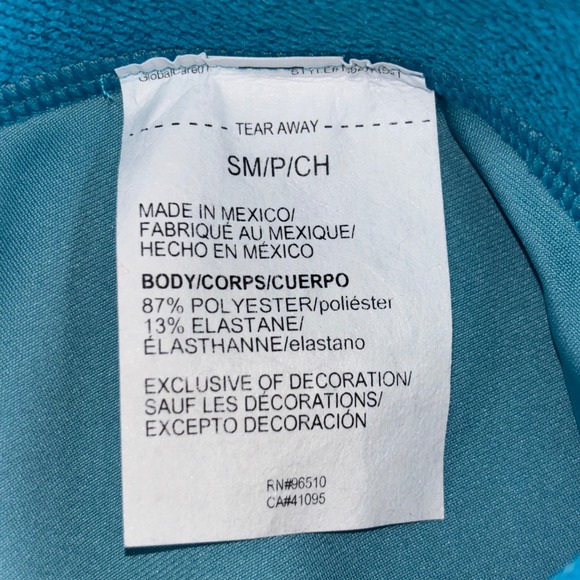 - - - - - - - - - - TEAR AWAY - - - - - - - - - -
SM/P/CH
MADE IN MEXICO/
FABRIQUÉ AU MEXIQUE/
HECHO EN MÉXICO
BODY/CORPS/CUERPO
87% POLYESTER/poliéster
13% ELASTANE/
ÉLASTHANNE/elastano
EXCLUSIVE OF DECORATION/
SAUF LES DÉCORATIONS/
EXCEPTO DECORACIÓN
RN#96510
CA#41095